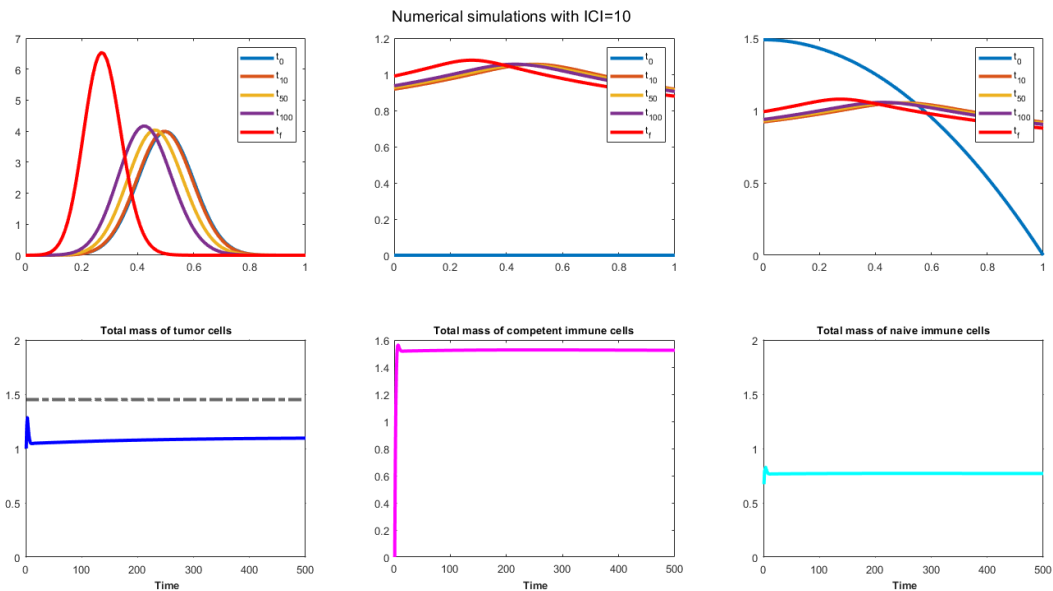 Numerical simulations with ICI=10
7
6
5
4
3
2
1
0
0 0.2 0.4 0.6 0.8 1
t0
t10
t50
t100
tf
1.2
1
0.8
0.6
0.4
0.2
0
0 0.2 0.4 0.6 0.8 1
t0
t10
t50
t100
tf
1.5
1
0.5
0
0 0.2 0.4 0.6 0.8 1
t0
t10
t50
t100
tf
Total mass of tumor cells
2
1.5
1
0.5
0
0 100 200 300 400 500
Time
Total mass of competent immune cells
1.6
1.4
1.2
1
0.8
0.6
0.4
0.2
0
0 100 200 300 400 500
Time
Total mass of naive immune cells
2
1.5
1
0.5
0
0 100 200 300 400 500
Time